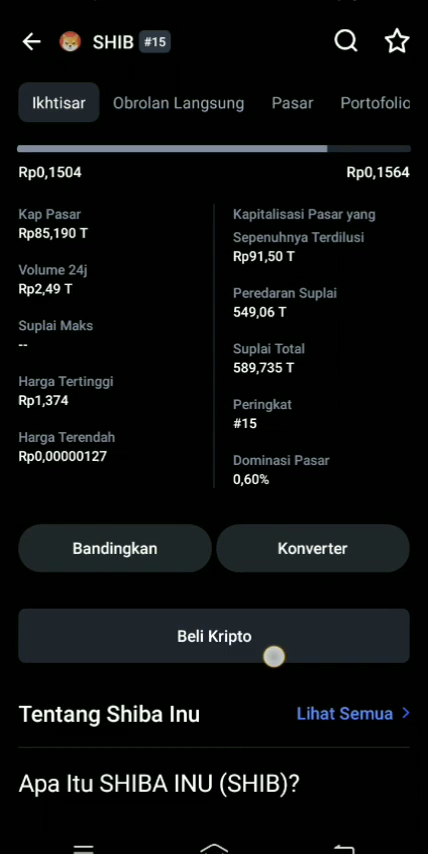 SHIB #15
Ikhtisar Obrolan Langsung Pasar Portofolio
Rp0,1504 Rp0,1564
Kap Pasar
Rp85,190 T
Volume 24j
Rp2,49 T
Suplai Maks
--
Harga Tertinggi
Rp1,374
Harga Terendah
Rp0,00000127
Kapitalisasi Pasar yang
Sepenuhnya Terdilusi
Rp91,50 T
Peredaran Suplai
549,06 T
Suplai Total
589,735 T
Peringkat
#15
Dominasi Pasar
0,60%
Bandingkan Konverter
Beli Kripto
Tentang Shiba Inu Lihat Semua
Apa Itu SHIBA INU (SHIB)?